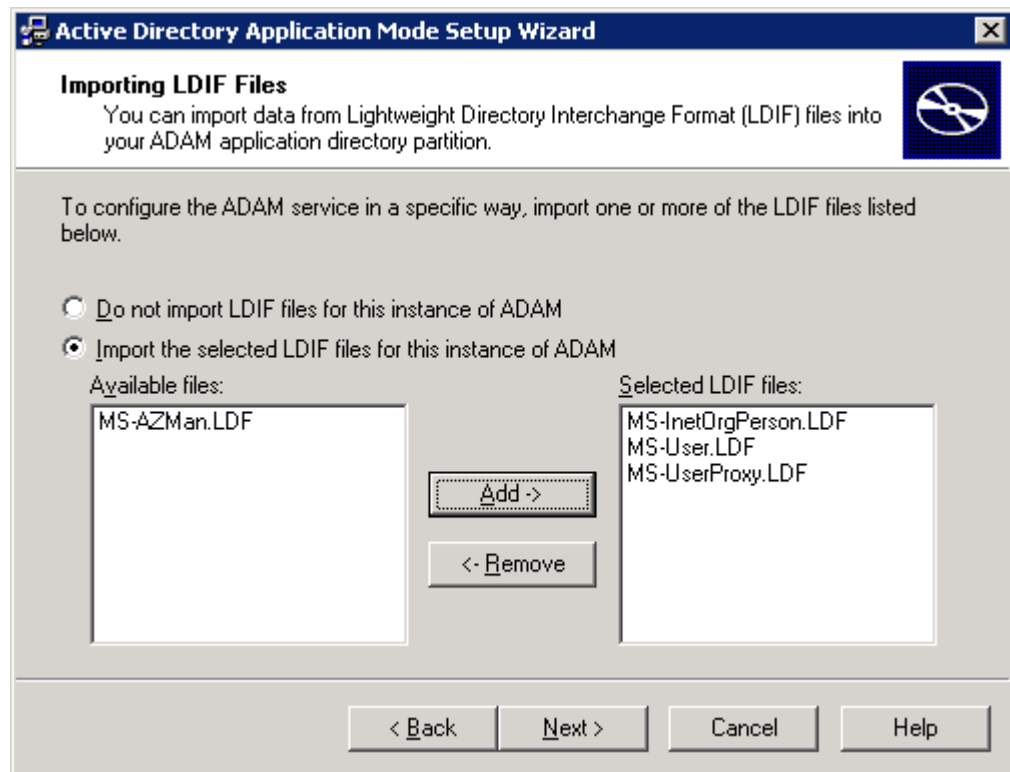 Active Directory Application Mode Setup Wizard
Importing LDIF Files
You can import data from Lightweight Directory Interchange Format (LDIF) files into
your ADAM application directory partition.
To configure the ADAM service in a specific way, import one or more of the LDIF files listed
below.
Do not import LDIF files for this instance of ADAM
Import the selected LDIF files for this instance of ADAM
Available files:
MS-AZMan.LDF
Add ->
<- Remove
Selected LDIF files:
MS-InetOrgPerson.LDF
MS-User.LDF
MS-UserProxy.LDF
< Back
Next >
Cancel
Help